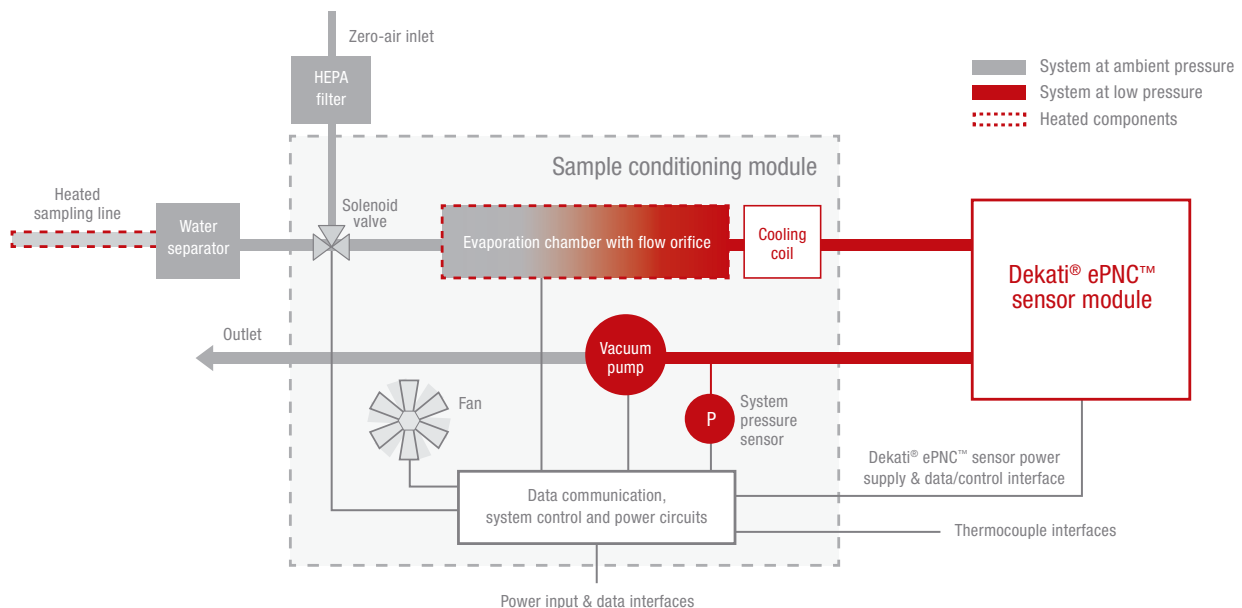 Zero-air inlet
HEPA
filter
System at ambient pressure
System at low pressure
Heated components
Sample conditioning module
Heated
sampling line
Water
separator
Solenoid
valve
Evaporation chamber with flow orifice
Cooling
coil
Dekati® ePNC™
sensor module
Outlet
Vacuum
pump
Fan
P
System
pressure
sensor
Dekati® ePNC™ sensor power
supply & data/control interface
Data communication,
system control and power circuits
Thermocouple interfaces
Power input & data interfaces